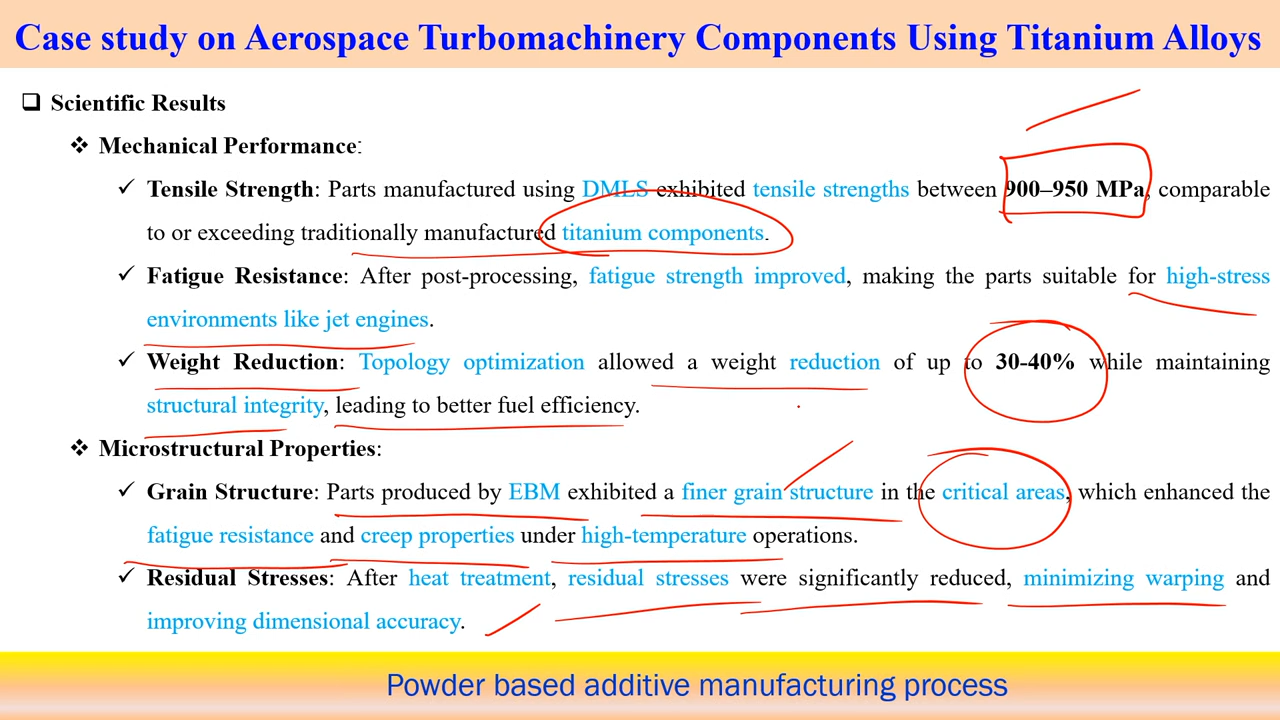 Case study on Aerospace Turbomachinery Components Using Titanium Alloys
❑ Scientific Results
❖ Mechanical Performance:
✓ Tensile Strength: Parts manufactured using DMLS exhibited tensile strengths between 900–950 MPa, comparable
to or exceeding traditionally manufactured titanium components.
✓ Fatigue Resistance: After post-processing, fatigue strength improved, making the parts suitable for high-stress
environments like jet engines.
✓ Weight Reduction: Topology optimization allowed a weight reduction of up to 30-40% while maintaining
structural integrity, leading to better fuel efficiency.
❖ Microstructural Properties:
✓ Grain Structure: Parts produced by EBM exhibited a finer grain structure in the critical areas, which enhanced the
fatigue resistance and creep properties under high-temperature operations.
✓ Residual Stresses: After heat treatment, residual stresses were significantly reduced, minimizing warping and
improving dimensional accuracy.
Powder based additive manufacturing process